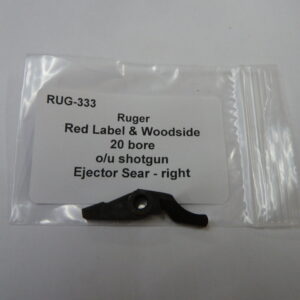 RUG-333
Ruger
Red Label & Woodside
20 bore
o/u shotgun
Ejector Sear - right